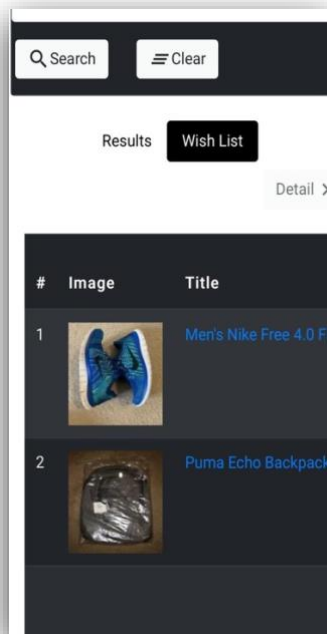 Search Clear
Results Wish List
Detail
# Image Title
1 Men's Nike Free 4.0 F
2 Puma Echo Backpack